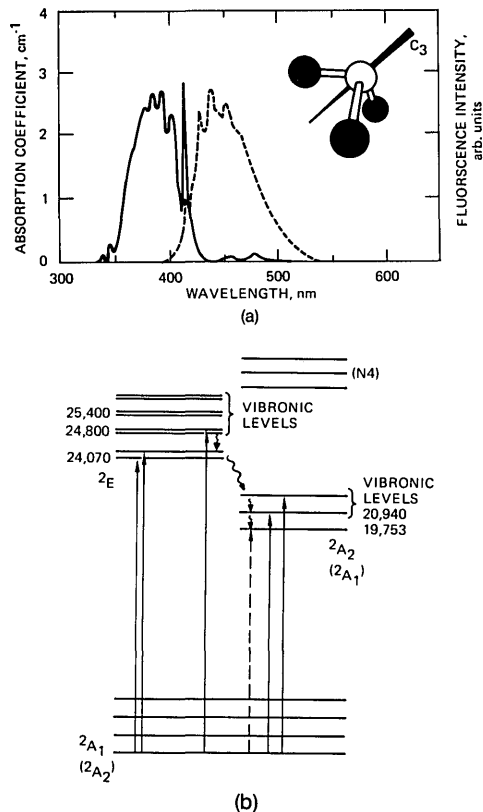 (a)
ABSORPTION COEFFICIENT, cm⁻¹
4
3
2
1
0
C₃
FLUORESCENCE INTENSITY,
arb. units
300 400 500 600
WAVELENGTH, nm
(a)
(N4)
VIBRONIC
LEVELS
25,400
24,800
24,070
²E
VIBRONIC
LEVELS
20,940
19,753
²A₂
(²A₁)
²A₁
(²A₂)
(b)